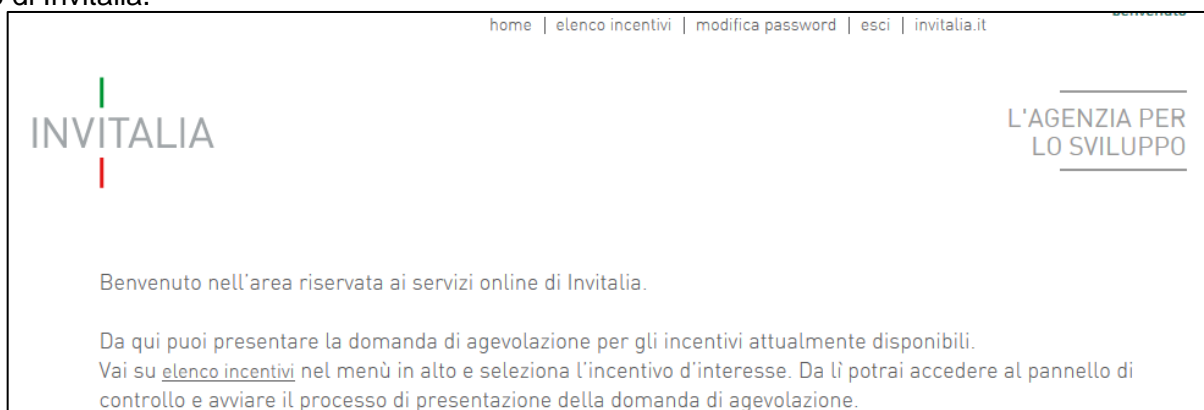 di Invitalia.
home | elenco incentivi | modifica password | esci | invitalia.it
Benvenuto
INVITALIA
L'AGENZIA PER
LO SVILUPPO
Benvenuto nell'area riservata ai servizi online di Invitalia.
Da qui puoi presentare la domanda di agevolazione per gli incentivi attualmente disponibili.
Vai su elenco incentivi nel menù in alto e seleziona l'incentivo d'interesse. Da lì potrai accedere al pannello di
controllo e avviare il processo di presentazione della domanda di agevolazione.